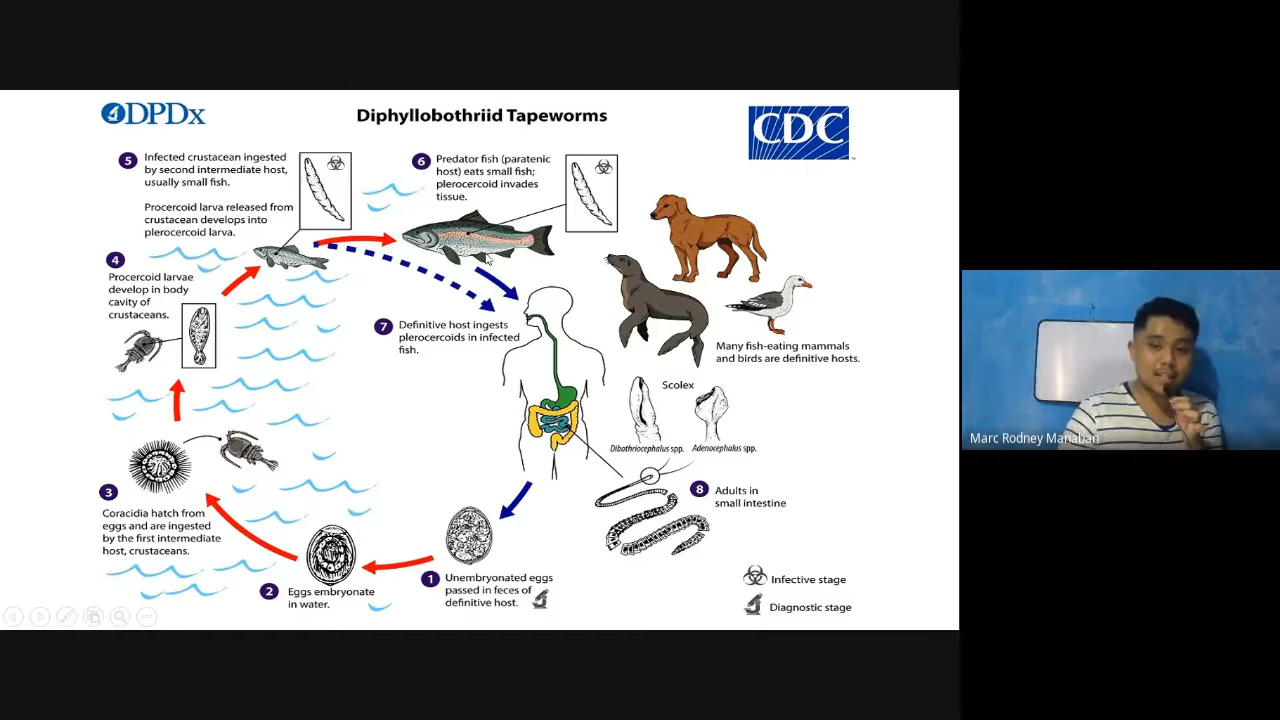 DPDx
Diphyllobothriid Tapeworms
CDC
5
Infected crustacean ingested
by second intermediate host,
usually small fish.
Procercoid larva released from
crustacean develops into
plerocercoid larva.
6
Predator fish (paratenic
host) eats small fish;
plerocercoid invades
tissue.
4
Procercoid larvae
develop in body
cavity of
crustaceans.
7
Definitive host ingests
plerocercoids in infected
fish.
Many fish-eating mammals
and birds are definitive hosts.
Scolex
Dibothriocephalus spp.
Adenocephalus spp.
3
Coracidia hatch from
eggs and are ingested
by the first intermediate
host, crustaceans.
8
Adults in
small intestine
2
Eggs embryonate
in water.
1
Unembryonated eggs
passed in feces of
definitive host.
Infective stage
Diagnostic stage
Marc Rodney Manaban